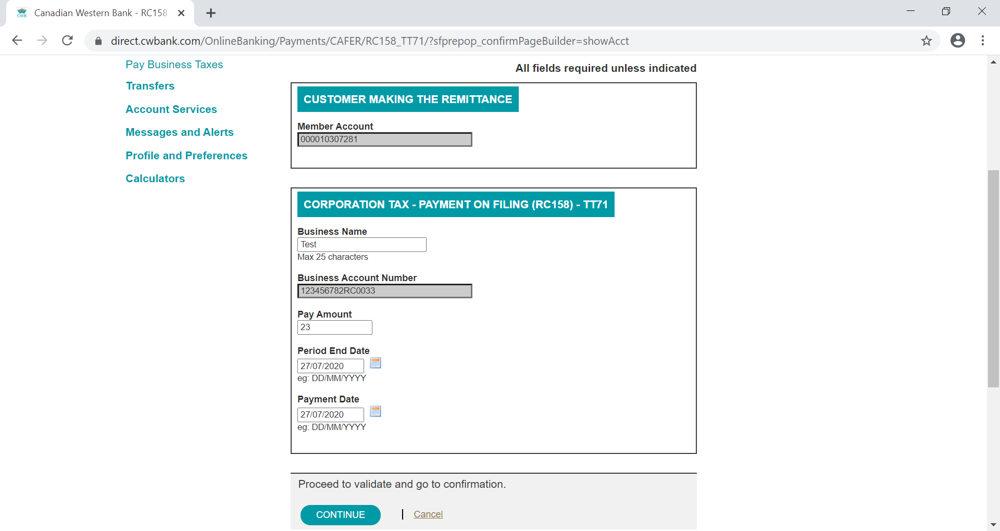 Canadian Western Bank - RC158
direct.cwbank.com/OnlineBanking/Payments/CAFER/RC158_TT71/?sfprepop_confirmPageBuilder=showAcct
Pay Business Taxes
Transfers
Account Services
Messages and Alerts
Profile and Preferences
Calculators
All fields required unless indicated
CUSTOMER MAKING THE REMITTANCE
Member Account
000010307281
CORPORATION TAX - PAYMENT ON FILING (RC158) - TT71
Business Name
Test
Max 25 characters
Business Account Number
123456782RC0033
Pay Amount
23
Period End Date
27/07/2020
eg: DD/MM/YYYY
Payment Date
27/07/2020
eg: DD/MM/YYYY
Proceed to validate and go to confirmation.
CONTINUE | Cancel